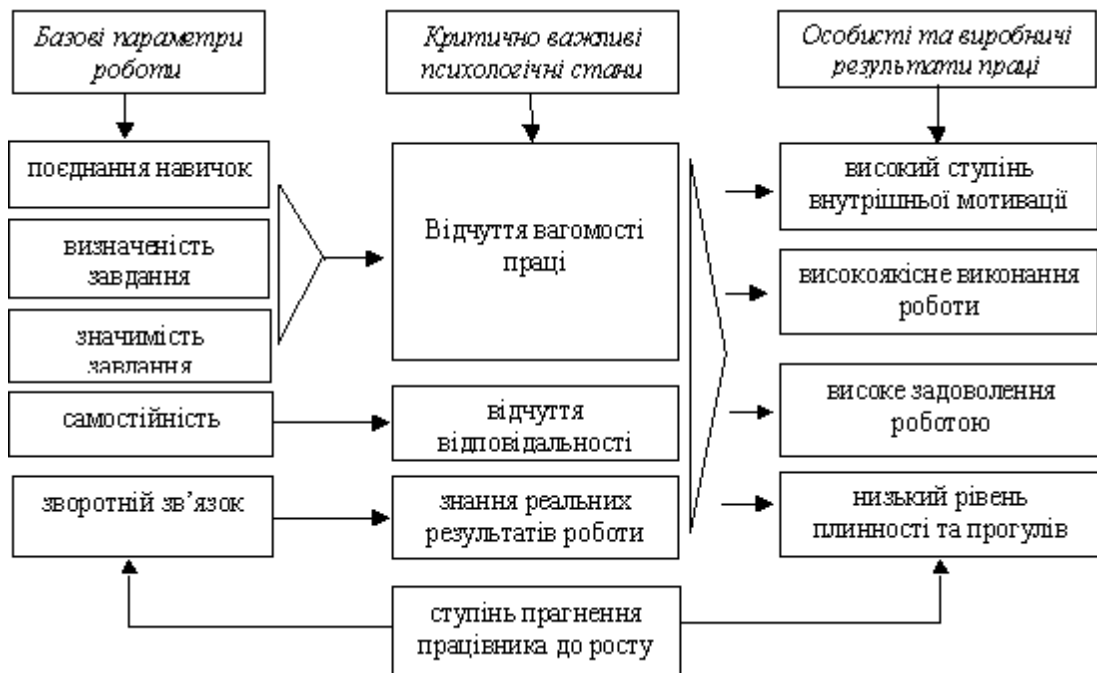 Базові параметри
роботи
Критично важливі
психологічні стани
Особисті та виробничі
результати праці
поєднання навичок
визначеність
завдання
значимість
завдання
самостійність
зворотній зв’язок
Відчуття вагомості
праці
відчуття
відповідальності
знання реальних
результатів роботи
високий ступінь
внутрішньої мотивації
високоякісне виконання
роботи
високе задоволення
роботою
низький рівень
плинності та прогулів
ступінь прагнення
працівника до росту